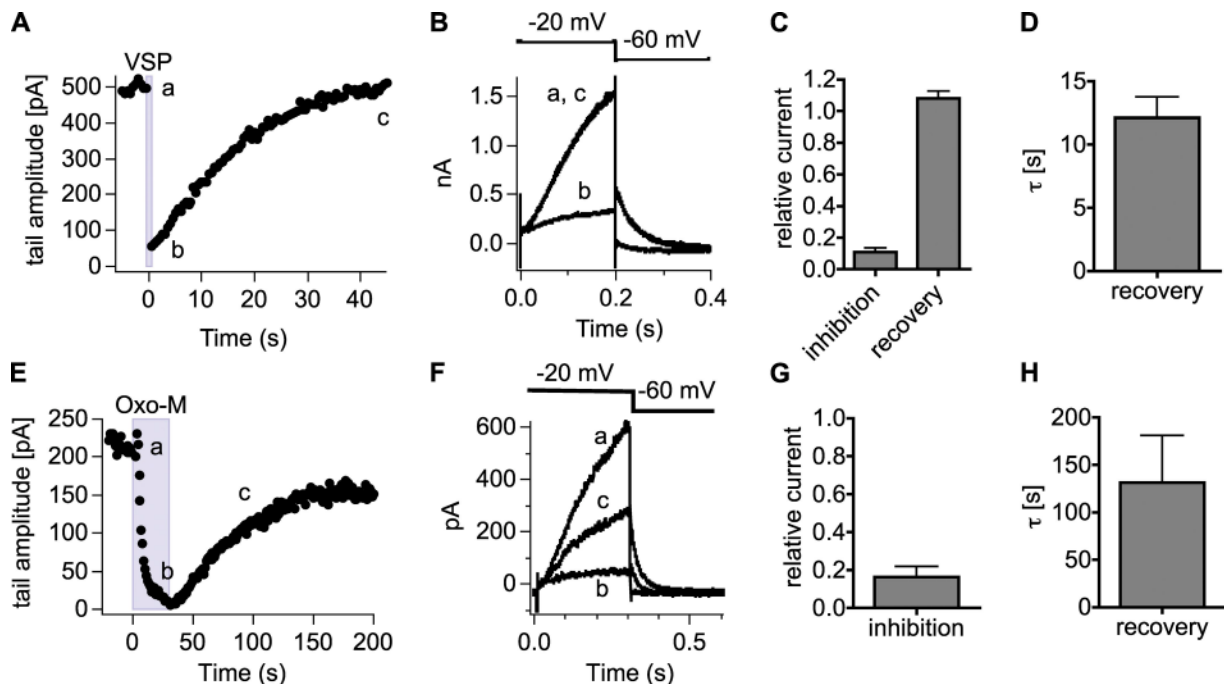 A
VSP
tail amplitude [pA]
500
400
300
200
100
0
a
b
c
0 10 20 30 40
Time (s)
B
-20 mV
-60 mV
nA
1.5
1.0
0.5
0.0
a, c
b
0.0 0.2 0.4
Time (s)
C
relative current
1.2
1.0
0.8
0.6
0.4
0.2
0.0
inhibition
recovery
D
τ [s]
15
10
5
0
recovery
E
Oxo-M
tail amplitude [pA]
250
200
150
100
50
0
a
b
c
0 50 100 150 200
Time (s)
F
-20 mV
-60 mV
pA
600
400
200
0
a
c
b
0.0 0.2 0.4 0.6
Time (s)
G
relative current
1.0
0.8
0.6
0.4
0.2
0.0
inhibition
H
τ [s]
200
150
100
50
0
recovery